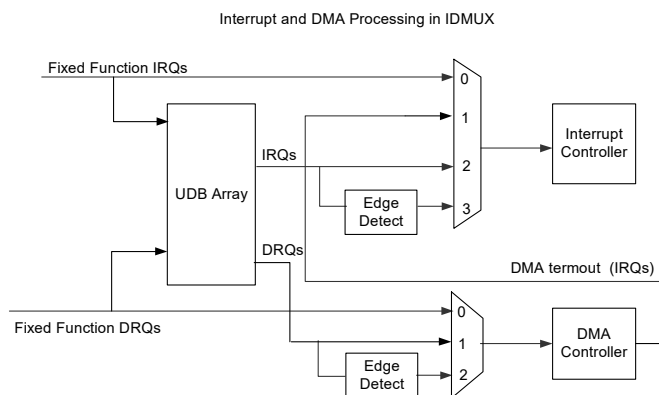 Interrupt and DMA Processing in IDMUX
Fixed Function IRQs
0
1
Interrupt
Controller
IRQs
2
UDB Array
Edge
Detect
3
DRQs
DMA termout (IRQs)
0
Fixed Function DRQs
1
DMA
Controller
Edge
Detect
2